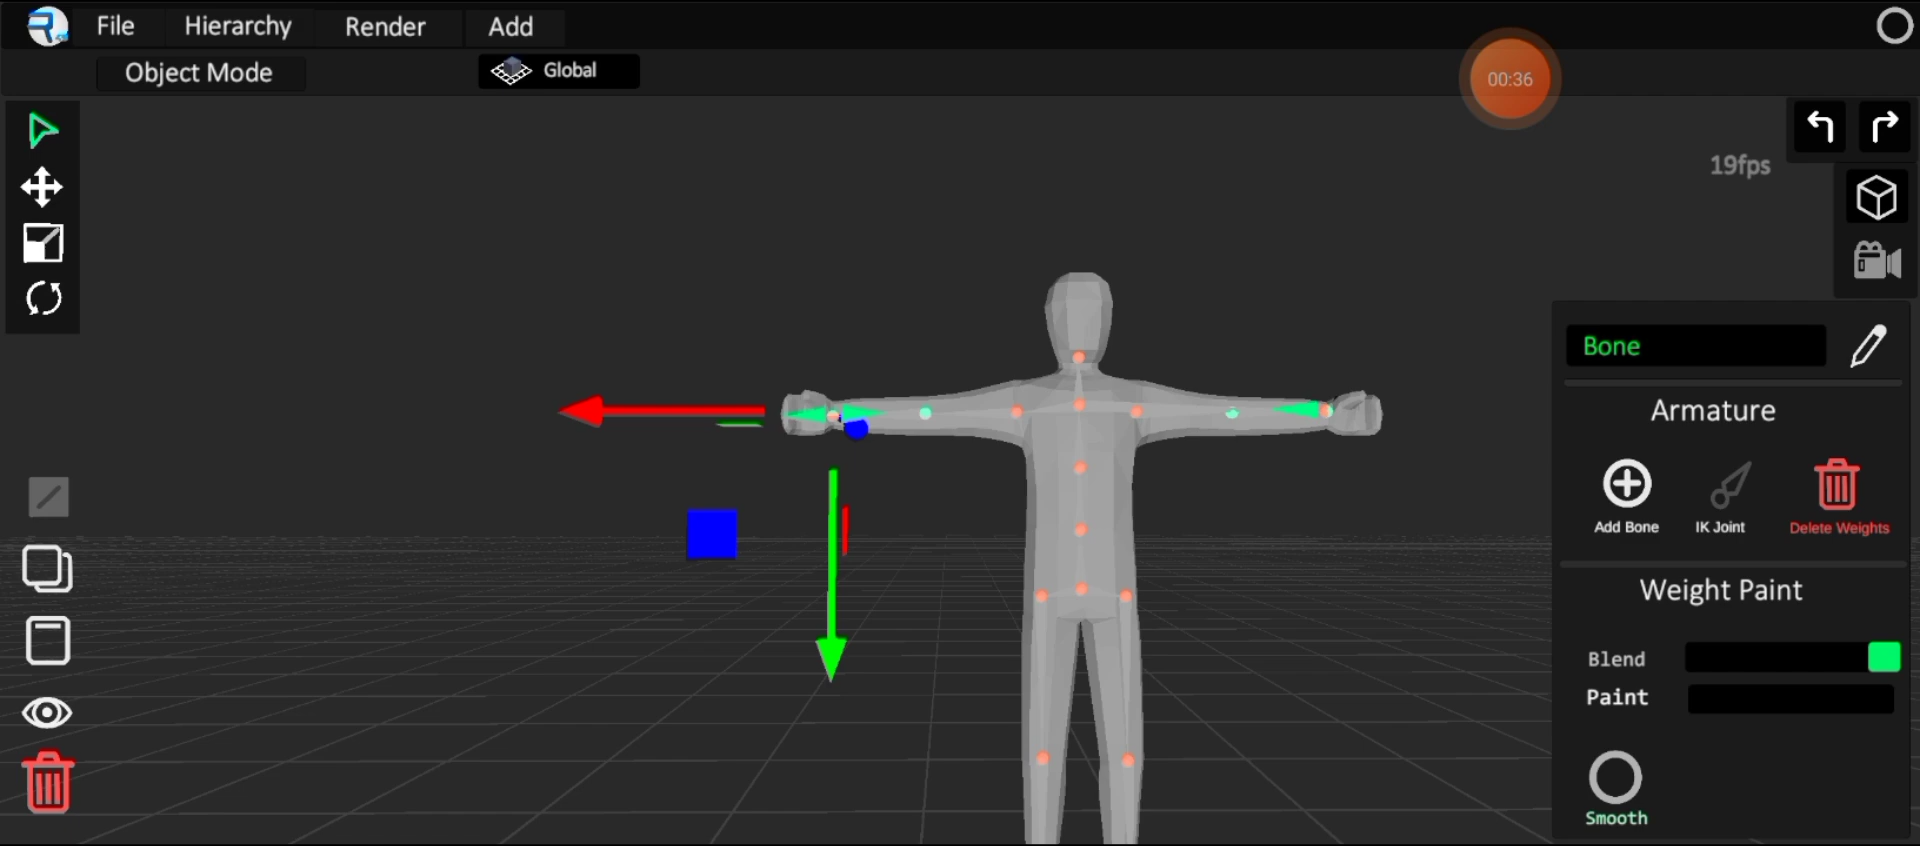 File
Hierarchy
Render
Add
Object Mode
Global
00:36
19fps
Bone
Armature
Add Bone
IK Joint
Delete Weights
Weight Paint
Blend
Paint
Smooth